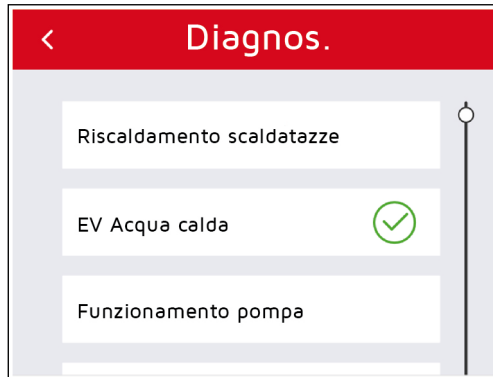 Diagnos.
Riscaldamento scaldatazze
EV Acqua calda
Funzionamento pompa